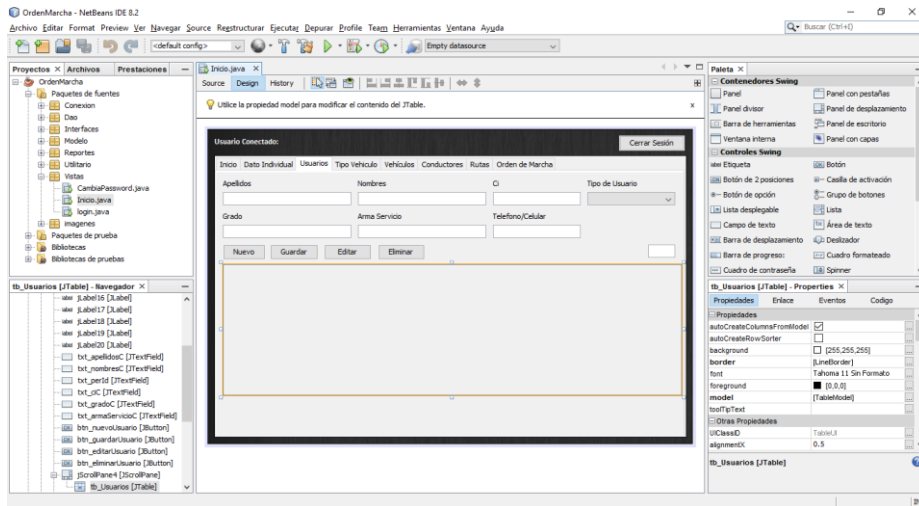 OrdenMarcha - NetBeans IDE 8.2
Archivo Editar Format Preview Ver Navegar Source Reestructurar Ejecutar Depurar Profile Team Herramientas Ventana Ayuda
Buscar (Ctrl+I)
<default config>
Empty datasource
Proyectos Archivos Prestaciones
OrdenMarcha
Paquetes de fuentes
Conexion
Dao
Interfaces
Modelo
Reportes
Utilitario
Vistas
CambiaPassword.java
Inicio.java
login.java
imagenes
Paquetes de prueba
Bibliotecas
Bibliotecas de pruebas
tb_Usuarios [JTable] - Navegador
jLabel16 [JLabel]
jLabel17 [JLabel]
jLabel18 [JLabel]
jLabel19 [JLabel]
jLabel20 [JLabel]
txt_apellidosC [JTextField]
txt_nombresC [JTextField]
txt_perId [JTextField]
txt_ciC [JTextField]
txt_gradoC [JTextField]
txt_armaServicioC [JTextField]
btn_nuevoUsuario [JButton]
btn_guardarUsuario [JButton]
btn_editarUsuario [JButton]
btn_eliminarUsuario [JButton]
jScrollPane4 [JScrollPane]
tb_Usuarios [JTable]
Inicio.java
Source Design History
Utilice la propiedad model para modificar el contenido del JTable.
Usuario Conectado:
Cerrar Sesión
Inicio Dato Individual Usuarios Tipo Vehiculo Vehículos Conductores Rutas Orden de Marcha
Apellidos Nombres Ci Tipo de Usuario
Grado Arma Servicio Telefono/Celular
Nuevo Guardar Editar Eliminar
Paleta
Contenedores Swing
Panel Panel con pestañas
Panel divisor Panel de desplazamiento
Barra de herramientas Panel de escritorio
Ventana interna Panel con capas
Controles Swing
label Etiqueta Botón
Botón de 2 posiciones Casilla de activación
Botón de opción Grupo de botones
Lista desplegable Lista
Campo de texto Área de texto
Barra de desplazamiento Deslizador
Barra de progreso: Cuadro formateado
Cuadro de contraseña Spinner
tb_Usuarios [JTable] - Properties
Propiedades Enlace Eventos Codigo
Propiedades
autoCreateColumnsFromModel
autoCreateRowSorter
background [255,255,255]
border [LineBorder]
font Tahoma 11 Sin Formato
foreground [0,0,0]
model [TableModel]
toolTipText
Otras Propiedades
UIClassID TableUI
alignmentX 0.5
tb_Usuarios [JTable]